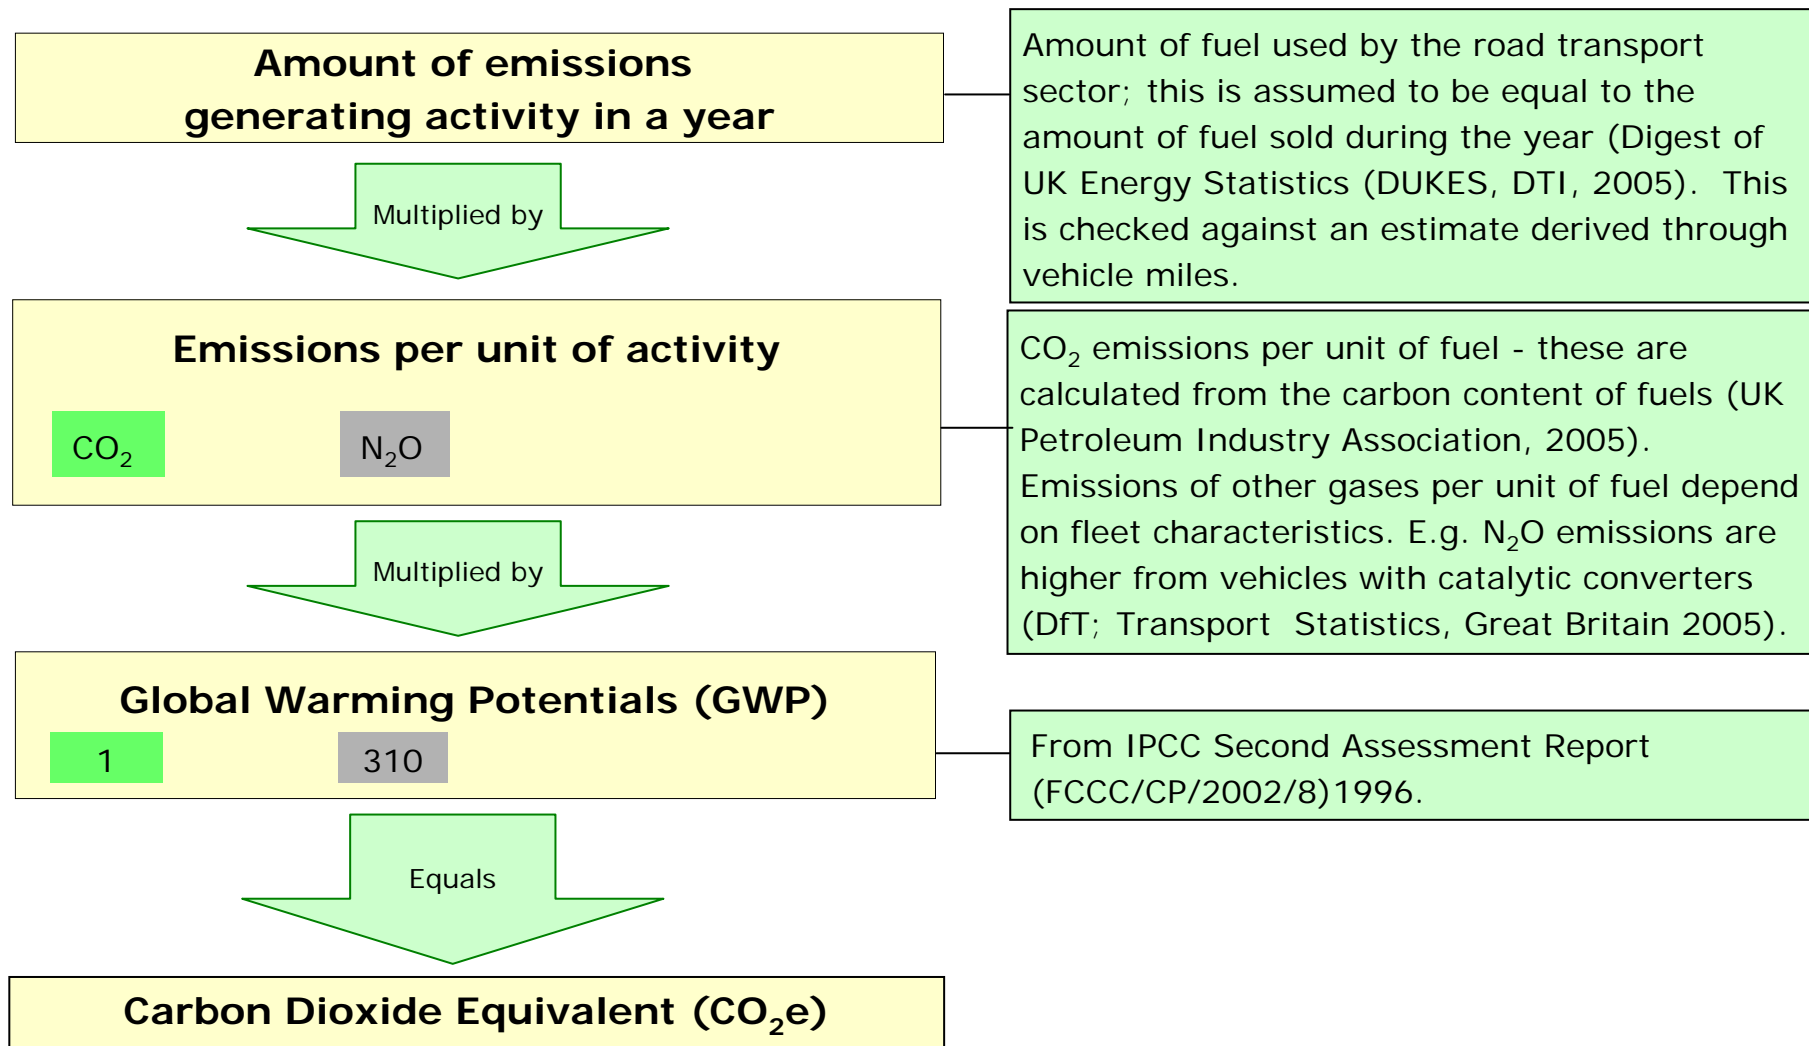 Amount of emissions
generating activity in a year
Amount of fuel used by the road transport
sector; this is assumed to be equal to the
amount of fuel sold during the year (Digest of
UK Energy Statistics (DUKES, DTI, 2005).  This
is checked against an estimate derived through
vehicle miles.
Multiplied by
Emissions per unit of activity
CO₂
N₂O
CO₂ emissions per unit of fuel - these are
calculated from the carbon content of fuels (UK
Petroleum Industry Association, 2005).
Emissions of other gases per unit of fuel depend
on fleet characteristics. E.g. N₂O emissions are
higher from vehicles with catalytic converters
(DfT; Transport  Statistics, Great Britain 2005).
Multiplied by
Global Warming Potentials (GWP)
1
310
From IPCC Second Assessment Report
(FCCC/CP/2002/8)1996.
Equals
Carbon Dioxide Equivalent (CO₂e)